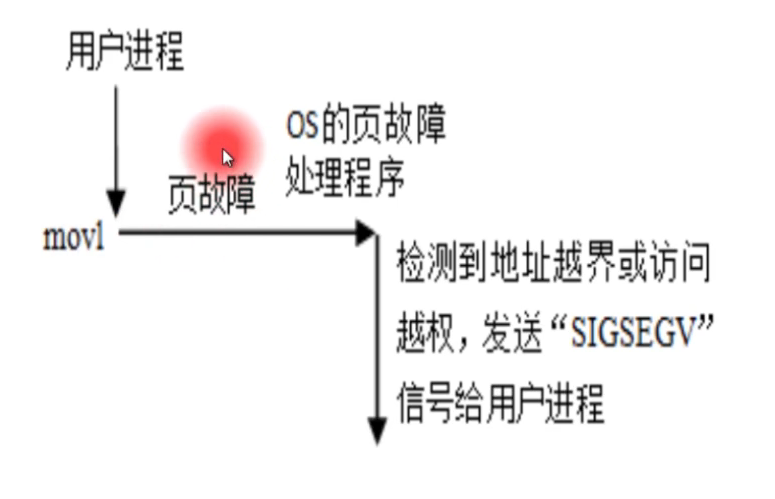 用户进程
OS的页故障
处理程序
页故障
movl
检测到地址越界或访问
越权，发送“SIGSEGV”
信号给用户进程